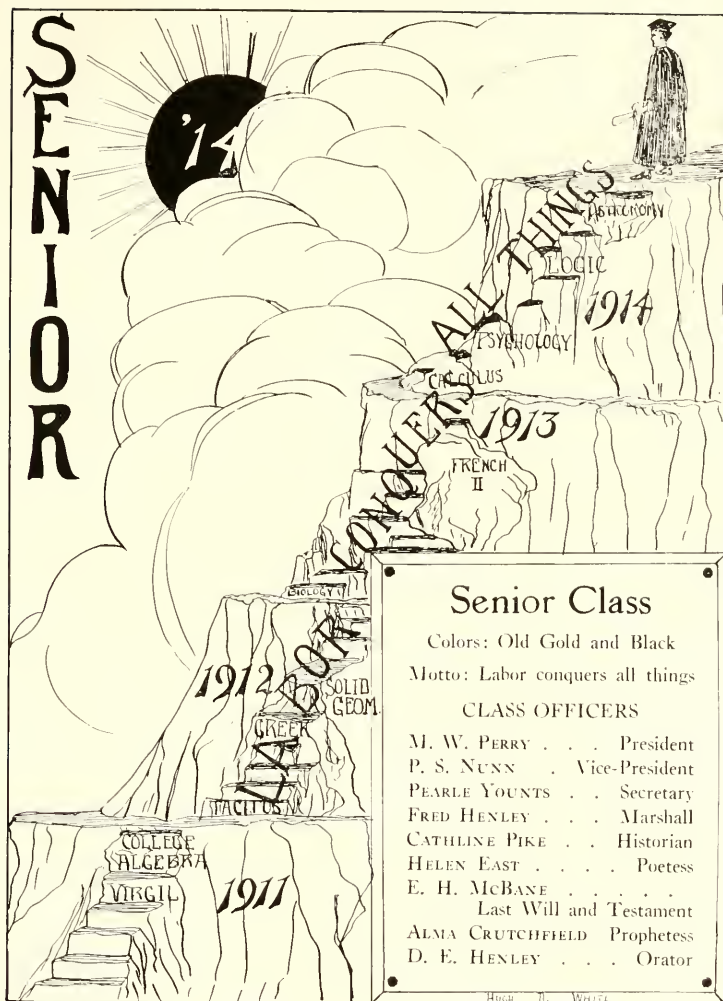 SENIOR
'14
LABOR CONQUERS ALL THINGS
ASTRONOMY
LOGIC
1914
PSYCHOLOGY
CALCULUS
1913
FRENCH
II
BIOLOGY
1912
SOLID
GEOM.
GREEK
TACITUS
COLLEGE
ALGEBRA
VIRGIL
1911
Senior Class
Colors: Old Gold and Black
Motto: Labor conquers all things
CLASS OFFICERS
M. W. PERRY . . . President
P. S. NUNN . Vice-President
PEARLE YOUNTS . . Secretary
FRED HENLEY . . . Marshall
CATHLINE PIKE . . Historian
HELEN EAST . . . . Poetess
E. H. MCBANE . . . . .
Last Will and Testament
ALMA CRUTCHFIELD Prophetess
D. E. HENLEY . . . Orator
HUGH WHITE